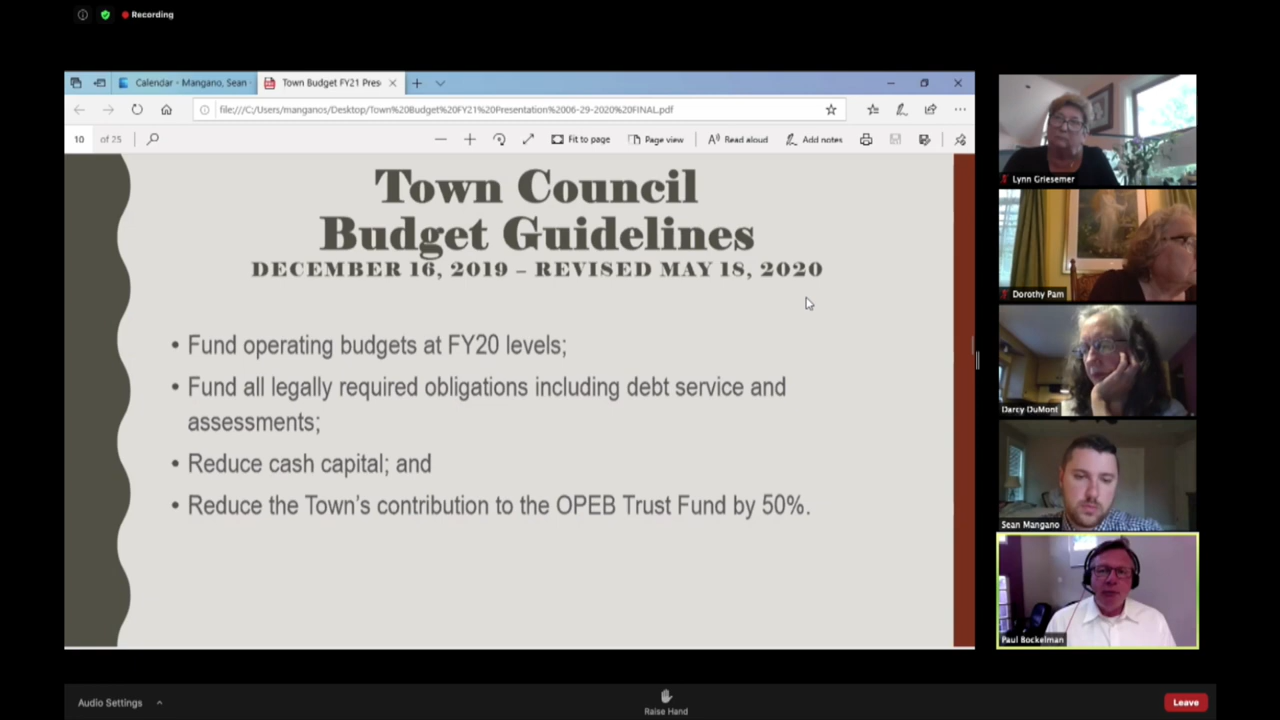 Recording
Calendar - Mangano, Sean
Town Budget FY21 Pres
file:///C:/Users/manganos/Desktop/Town%20Budget%20FY21%20Presentation%2006-29-2020%20FINAL.pdf
10 of 25
Fit to page
Page view
Read aloud
Add notes
Town Council
Budget Guidelines
DECEMBER 16, 2019 – REVISED MAY 18, 2020
• Fund operating budgets at FY20 levels;
• Fund all legally required obligations including debt service and
assessments;
• Reduce cash capital; and
• Reduce the Town's contribution to the OPEB Trust Fund by 50%.
Lynn Griesemer
Dorothy Pam
Darcy DuMont
Sean Mangano
Paul Bockelman
Audio Settings
Raise Hand
Leave